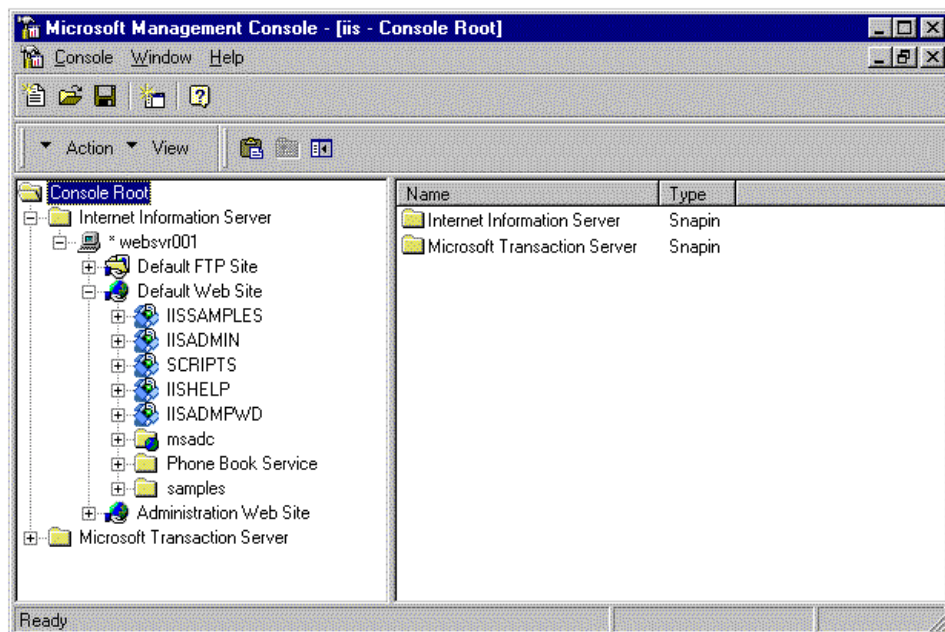 Microsoft Management Console - [iis - Console Root]
Console Window Help
Action View
Console Root
Internet Information Server
* websvr001
Default FTP Site
Default Web Site
IISSAMPLES
IISADMIN
SCRIPTS
IISHELP
IISADMPWD
msadc
Phone Book Service
samples
Administration Web Site
Microsoft Transaction Server
Name Type
Internet Information Server Snapin
Microsoft Transaction Server Snapin
Ready